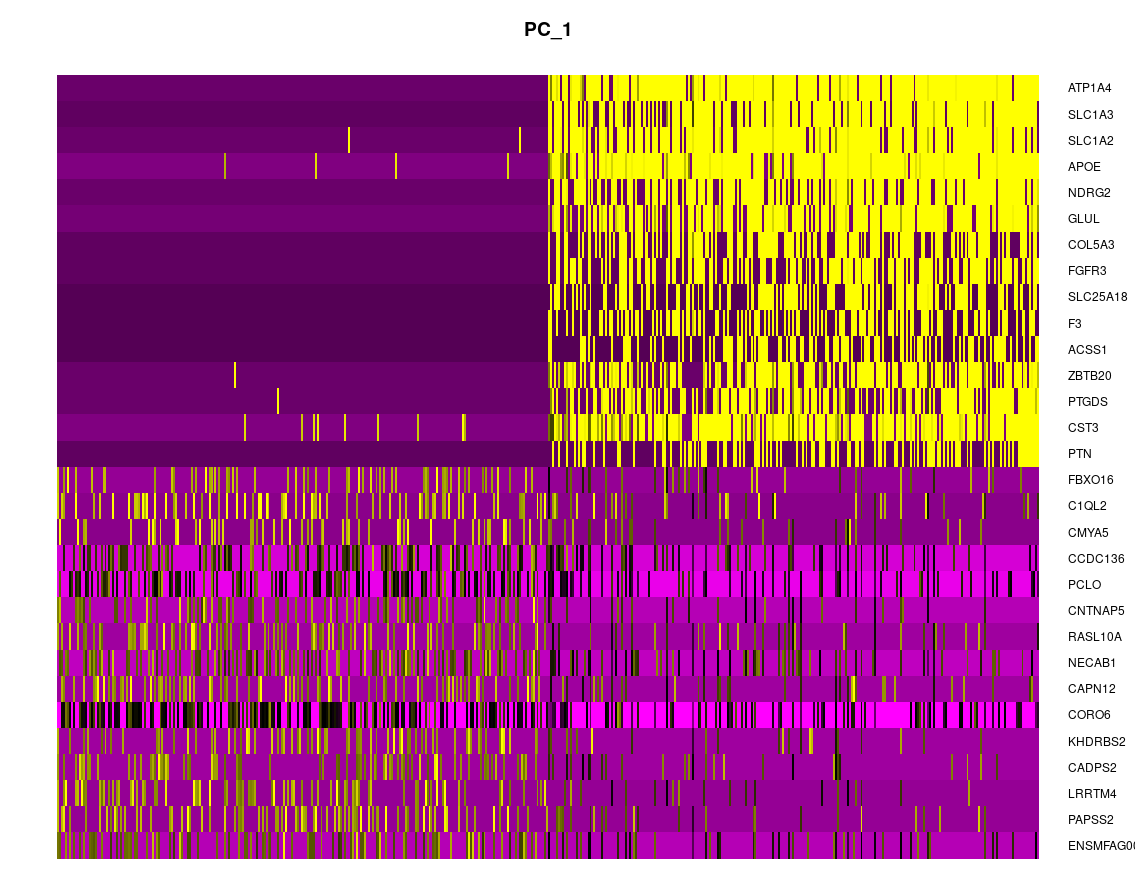 PC_1
ATP1A4
SLC1A3
SLC1A2
APOE
NDRG2
GLUL
COL5A3
FGFR3
SLC25A18
F3
ACSS1
ZBTB20
PTGDS
CST3
PTN
FBXO16
C1QL2
CMYA5
CCDC136
PCLO
CNTNAP5
RASL10A
NECAB1
CAPN12
CORO6
KHDRBS2
CADPS2
LRRTM4
PAPSS2